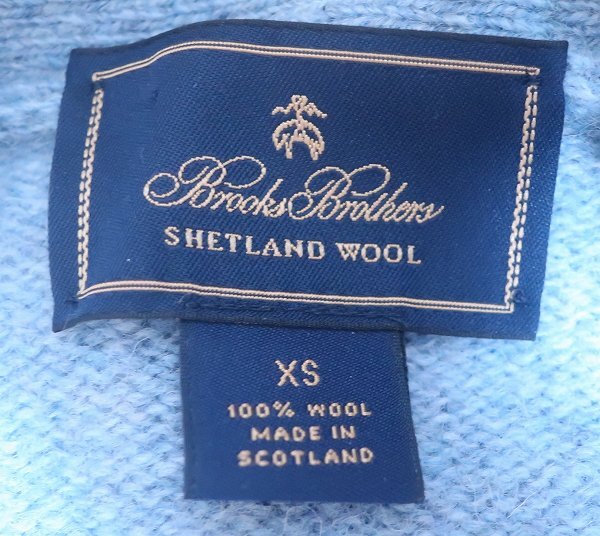 Brooks Brothers
SHETLAND WOOL
XS
100% WOOL
MADE IN
SCOTLAND